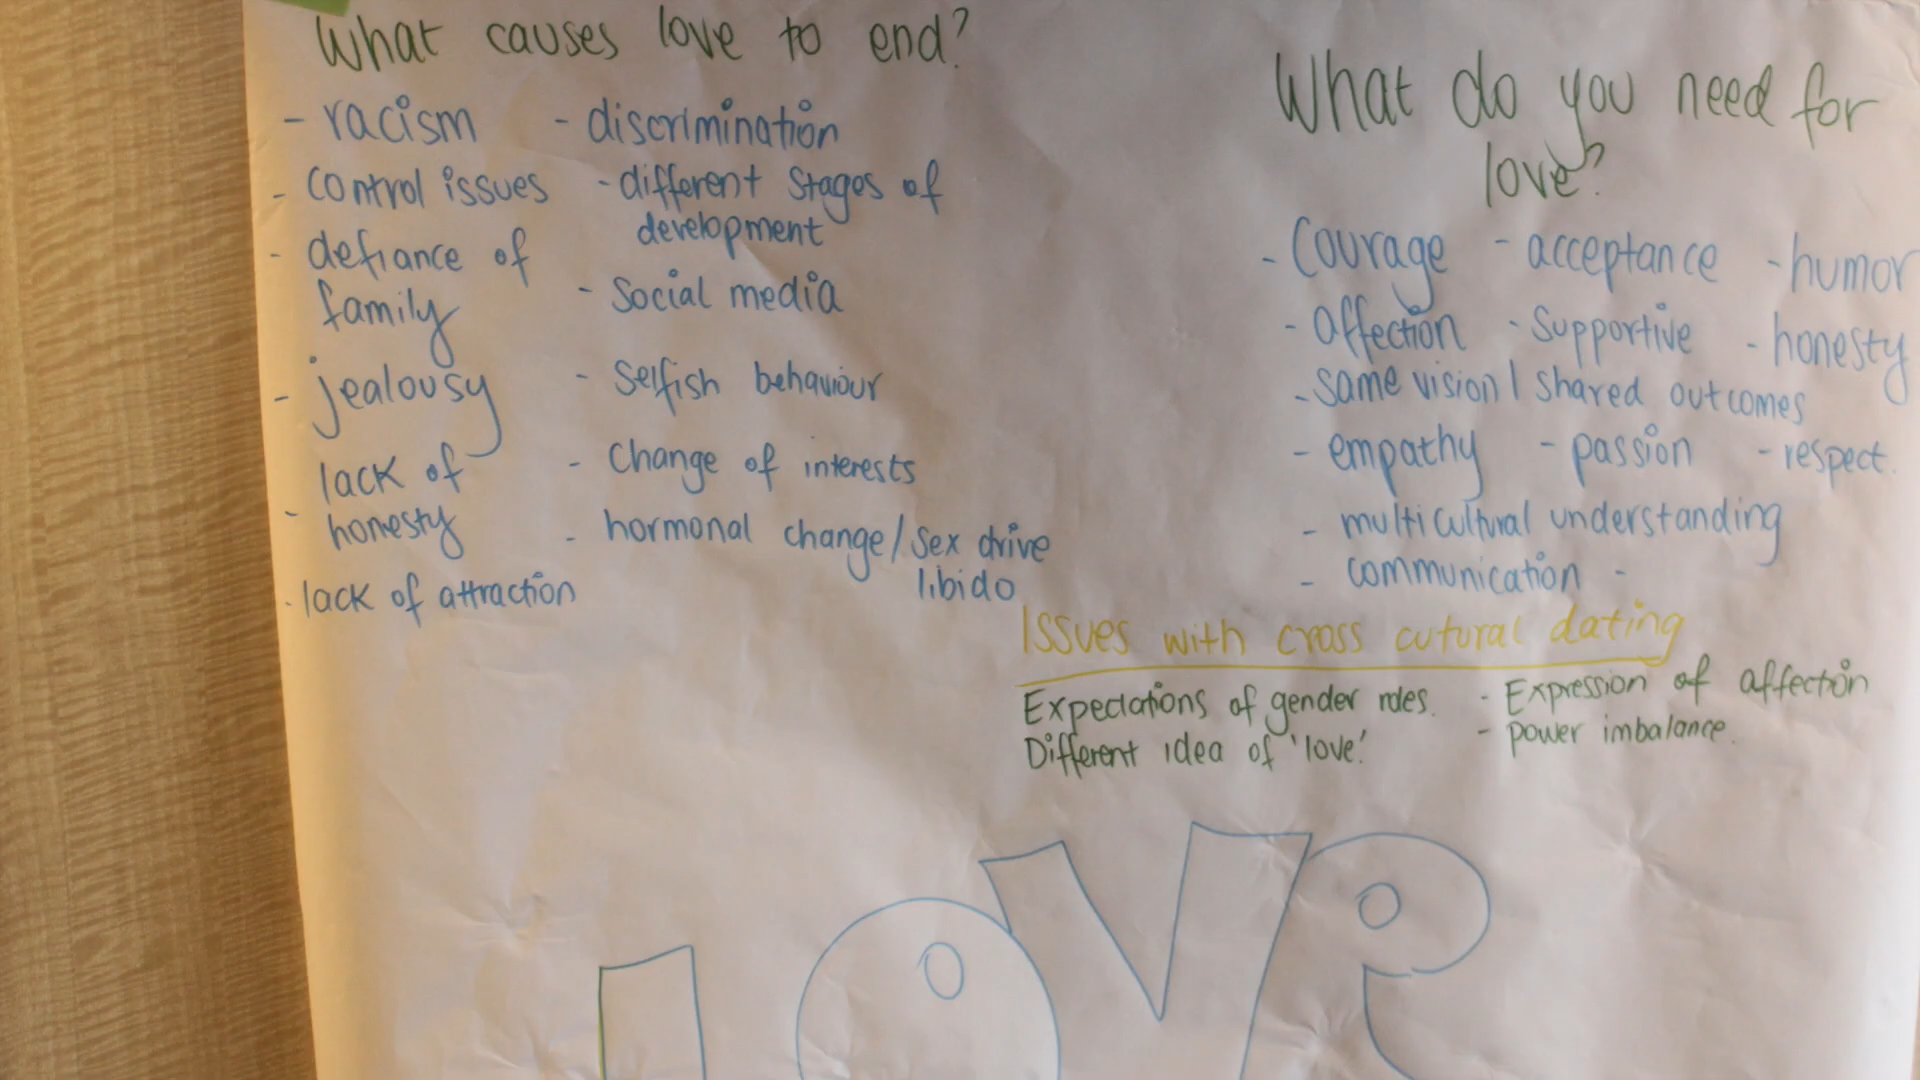 What causes love to end?
- racism - discrimination
- control issues - different stages of
development
- defiance of
family
- social media
- jealousy - selfish behaviour
- lack of
honesty
- change of interests
- hormonal change/sex drive
libido
- lack of attraction
What do you need for
love?
- Courage - acceptance - humor
- affection - supportive - honesty
- same vision | shared outcomes
- empathy - passion - respect.
- multicultural understanding
- communication -
Issues with cross cutural dating
Expectations of gender roles. - Expression of affection
Different idea of 'love'. - power imbalance.
LOVE